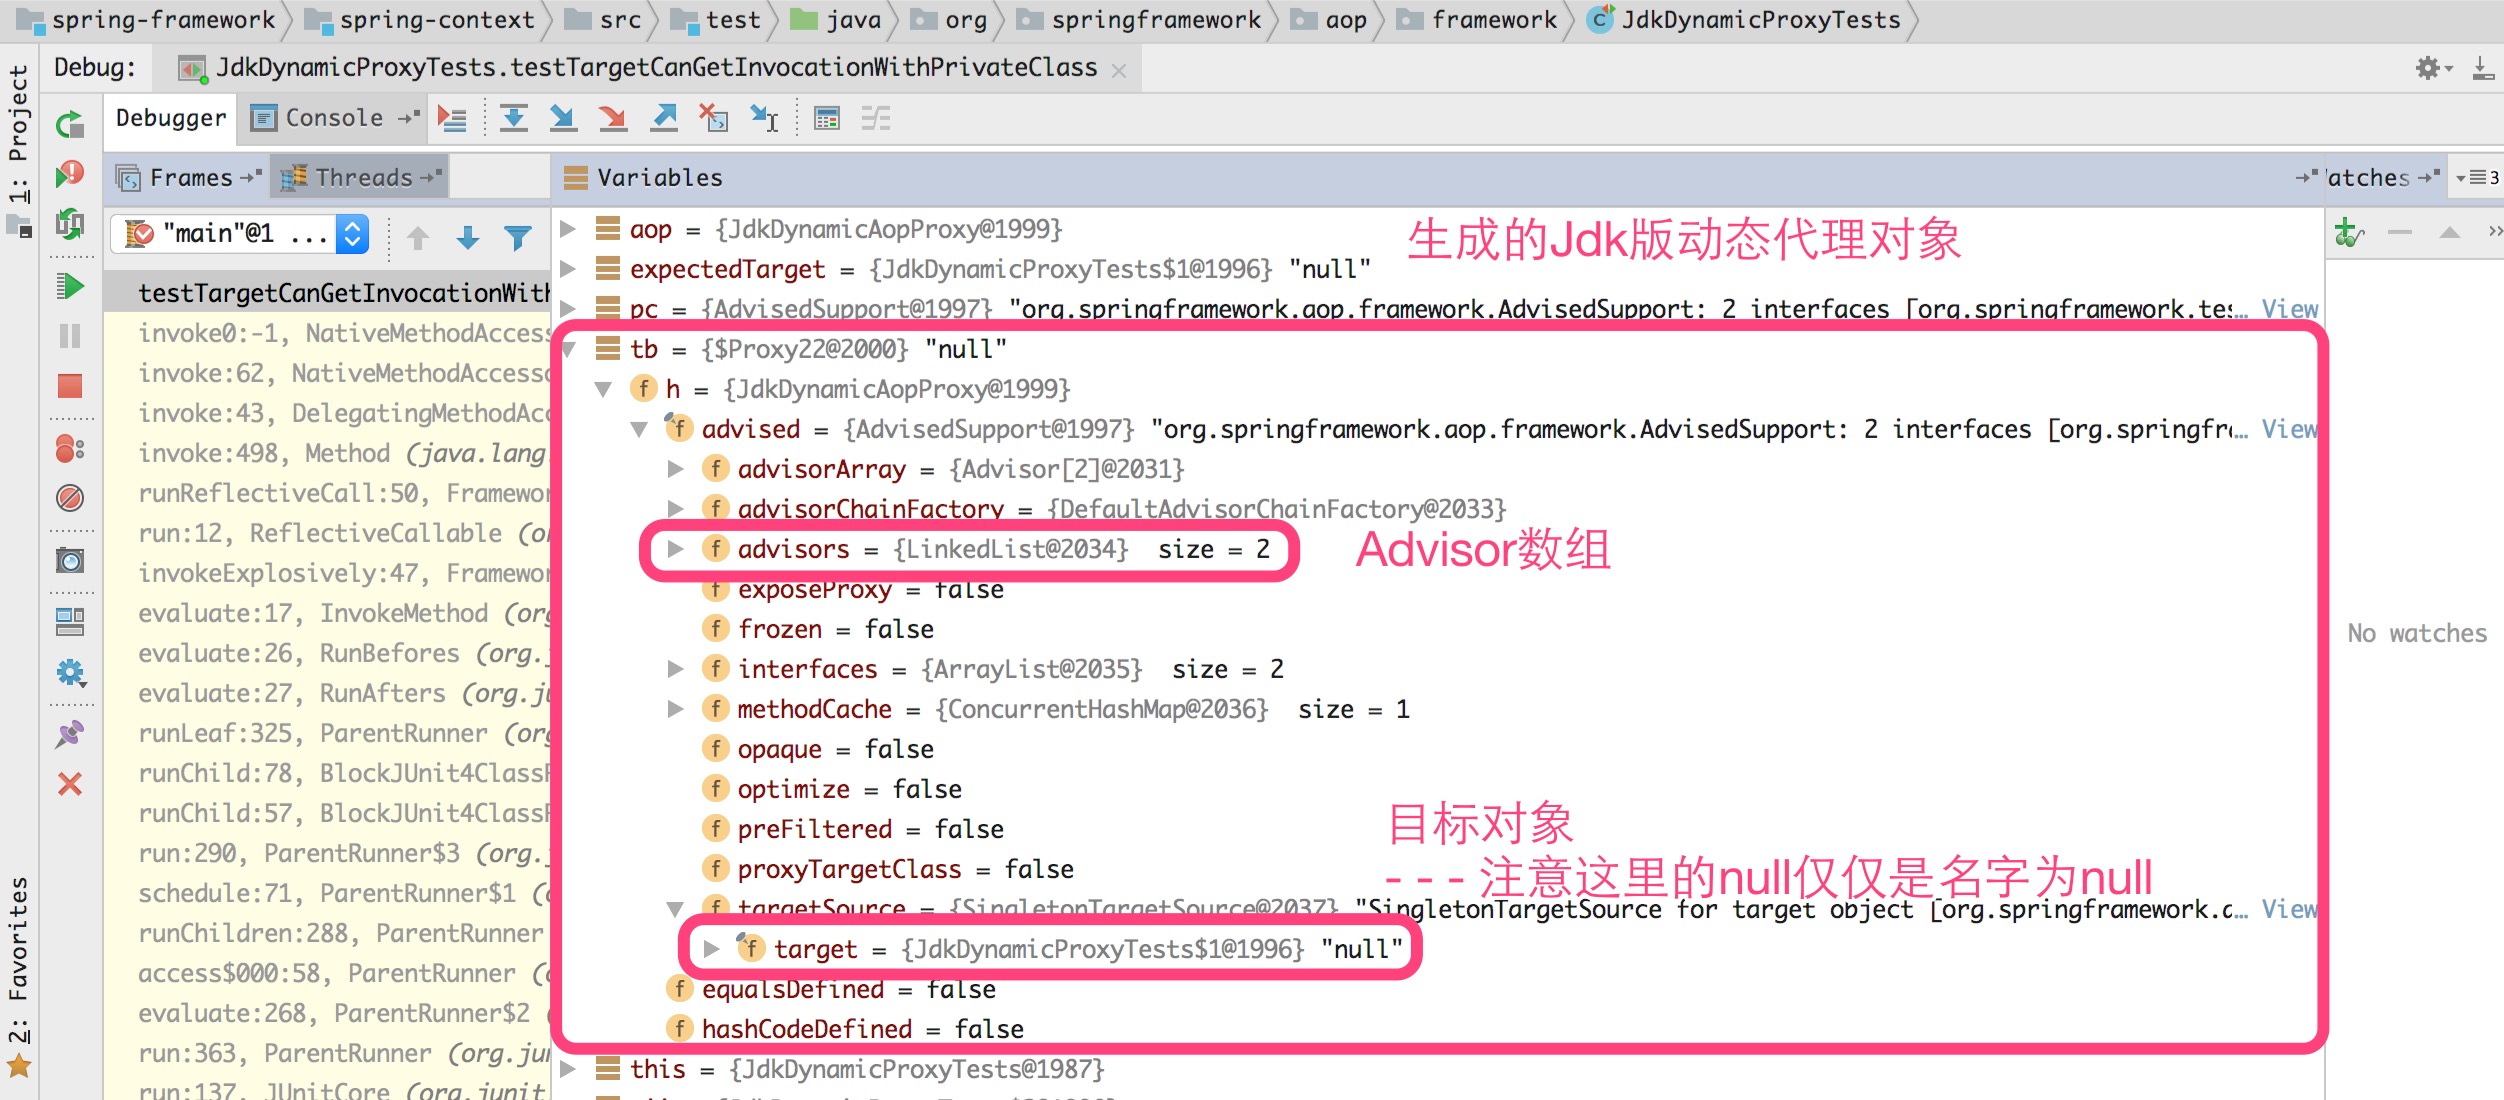 spring-framework spring-context src test java org springframework aop framework JdkDynamicProxyTests
Debug: JdkDynamicProxyTests.testTargetCanGetInvocationWithPrivateClass
1: Project
Debugger Console
Frames Threads
Variables
atches 3
"main"@1 ...
testTargetCanGetInvocationWith
invoke0:-1, NativeMethodAccess
invoke:62, NativeMethodAccesso
invoke:43, DelegatingMethodAcc
invoke:498, Method (java.lang.
runReflectiveCall:50, Framewor
run:12, ReflectiveCallable (or
invokeExplosively:47, Framewor
evaluate:17, InvokeMethod (org
evaluate:26, RunBefores (org.j
evaluate:27, RunAfters (org.ju
runLeaf:325, ParentRunner (org
runChild:78, BlockJUnit4ClassR
runChild:57, BlockJUnit4ClassR
run:290, ParentRunner$3 (org.j
schedule:71, ParentRunner$1 (o
runChildren:288, ParentRunner
access$000:58, ParentRunner (o
evaluate:268, ParentRunner$2 (
run:363, ParentRunner (org.jun
run:137, JUnitCore (org.junit
aop = {JdkDynamicAopProxy@1999}
生成的Jdk版动态代理对象
expectedTarget = {JdkDynamicProxyTests$1@1996} "null"
pc = {AdvisedSupport@1997} "org.springframework.aop.framework.AdvisedSupport: 2 interfaces [org.springframework.tes... View
tb = {$Proxy22@2000} "null"
h = {JdkDynamicAopProxy@1999}
advised = {AdvisedSupport@1997} "org.springframework.aop.framework.AdvisedSupport: 2 interfaces [org.springfra... View
advisorArray = {Advisor[2]@2031}
advisorChainFactory = {DefaultAdvisorChainFactory@2033}
advisors = {LinkedList@2034} size = 2
Advisor数组
exposeProxy = false
frozen = false
interfaces = {ArrayList@2035} size = 2
methodCache = {ConcurrentHashMap@2036} size = 1
opaque = false
optimize = false
preFiltered = false
目标对象
proxyTargetClass = false
--- 注意这里的null仅仅是名字为null
targetSource = {SingletonTargetSource@2037} "SingletonTargetSource for target object [org.springframework.a... View
target = {JdkDynamicProxyTests$1@1996} "null"
equalsDefined = false
hashCodeDefined = false
this = {JdkDynamicProxyTests@1987}
No watches
2: Favorites